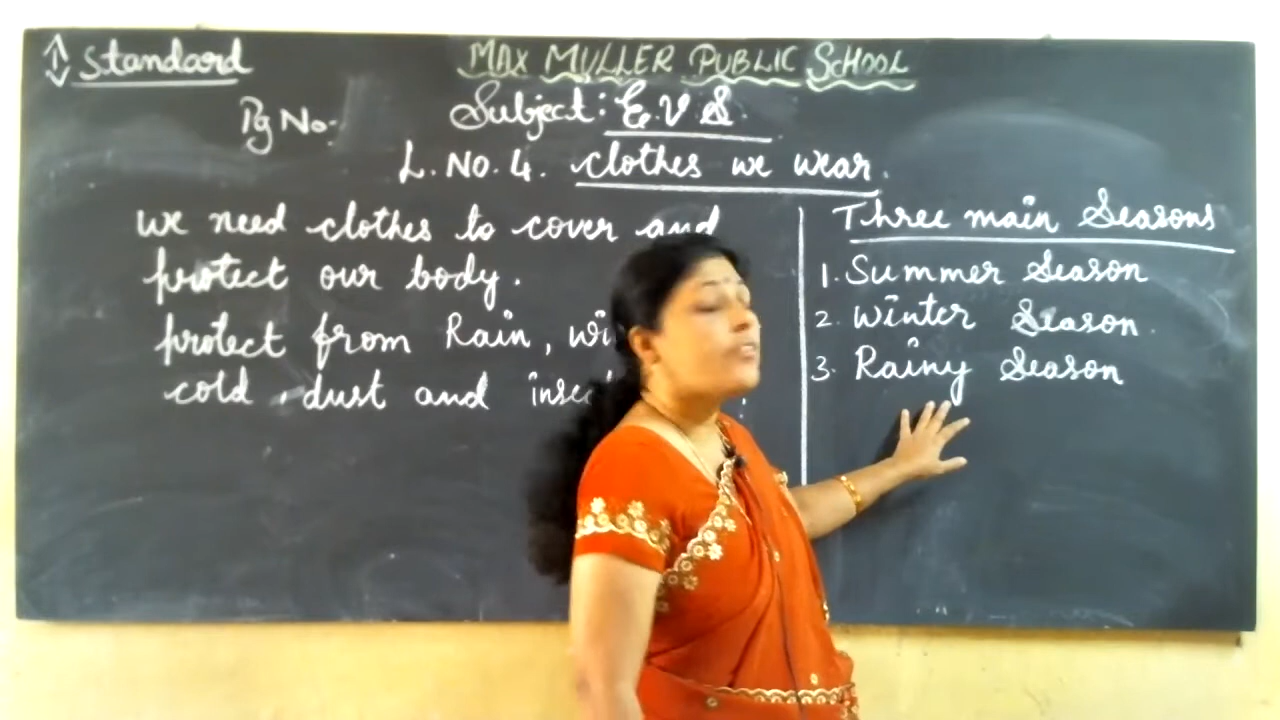 Standard
MAX MULLER PUBLIC SCHOOL
Pg No:
Subject: E.V.S.
L. No. 4. clothes we wear.
we need clothes to cover and
protect our body.
protect from Rain,
cold, dust and
Three main Seasons
1. Summer Season
2. Winter Season.
3. Rainy Season